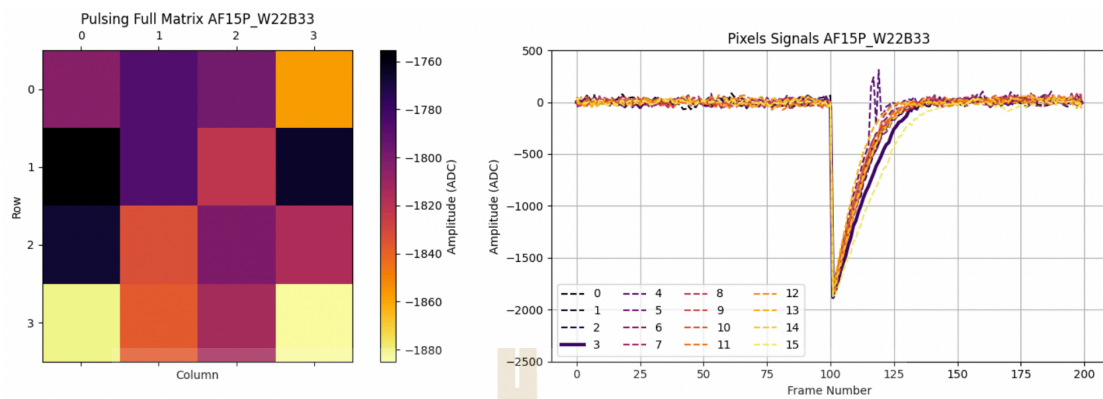 Pulsing Full Matrix AF15P_W22B33
0 1 2 3
0
1
2
3
Row
Column
−1760
−1780
−1800
−1820
−1840
−1860
−1880
Amplitude (ADC)
Pixels Signals AF15P_W22B33
500
0
−500
−1000
−1500
−2000
−2500
Amplitude (ADC)
0 4 8 12
1 5 9 13
2 6 10 14
3 7 11 15
0 25 50 75 100 125 150 175 200
Frame Number